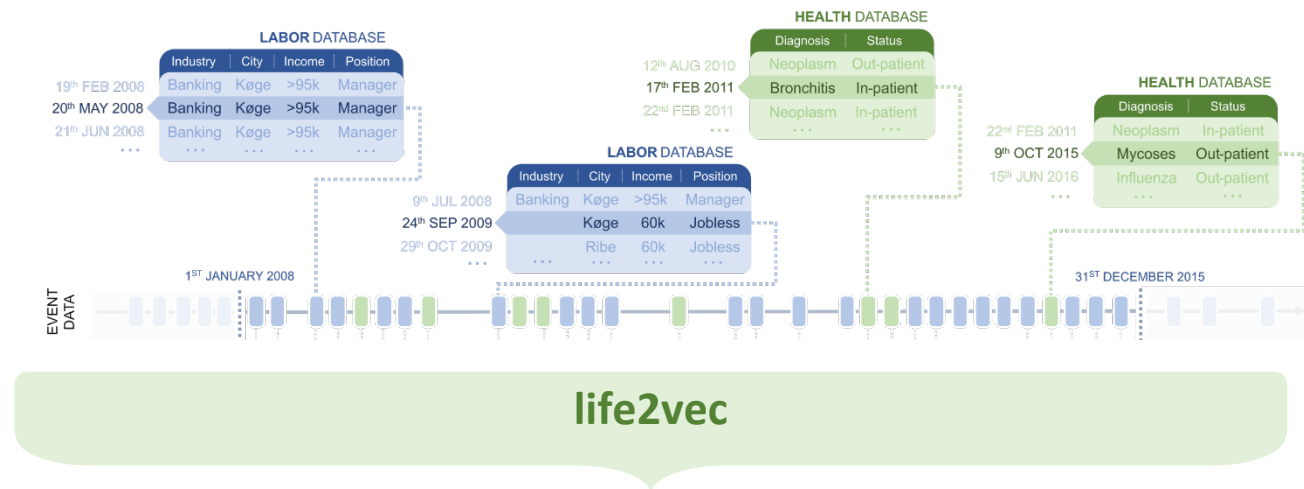 LABOR DATABASE
Industry City Income Position
19th FEB 2008 Banking Køge >95k Manager
20th MAY 2008 Banking Køge >95k Manager
21th JUN 2008 Banking Køge >95k Manager
... ... ... ... ...
HEALTH DATABASE
Diagnosis Status
12th AUG 2010 Neoplasm Out-patient
17th FEB 2011 Bronchitis In-patient
22nd FEB 2011 Neoplasm In-patient
... ... ...
HEALTH DATABASE
Diagnosis Status
22nd FEB 2011 Neoplasm In-patient
9th OCT 2015 Mycoses Out-patient
15th JUN 2016 Influenza Out-patient
... ... ...
LABOR DATABASE
Industry City Income Position
9th JUL 2008 Banking Køge >95k Manager
24th SEP 2009 Køge 60k Jobless
29th OCT 2009 Ribe 60k Jobless
... ... ... ... ...
1ST JANUARY 2008
31ST DECEMBER 2015
EVENT
DATA
life2vec